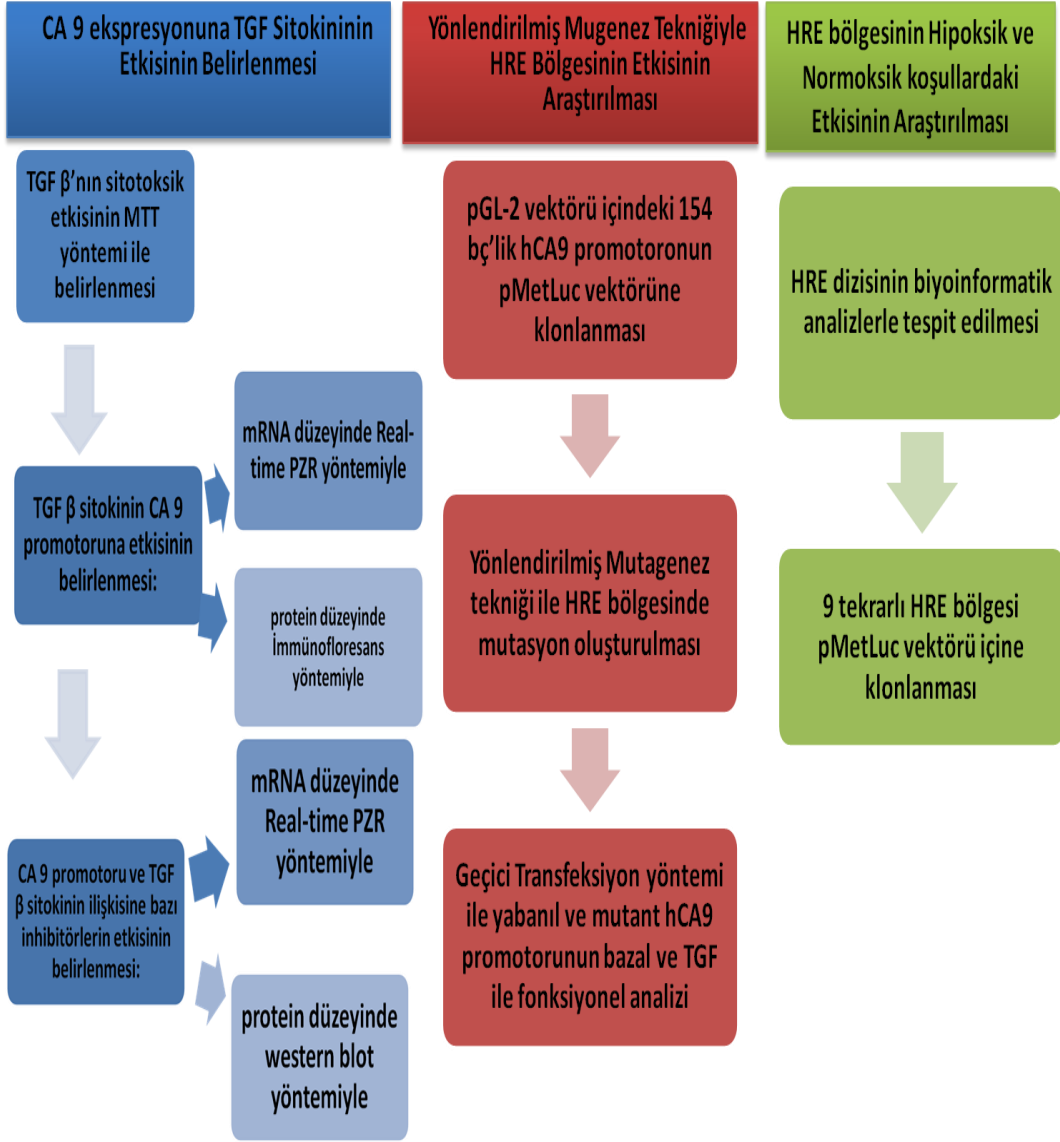 CA 9 ekspresyonuna TGF Sitokininin
Etkisinin Belirlenmesi
TGF β’nın sitotoksik
etkisinin MTT
yöntemi ile
belirlenmesi
TGF β sitokinin CA 9
promotoruna etkisinin
belirlenmesi:
mRNA düzeyinde Real-
time PZR yöntemiyle
protein düzeyinde
İmmünofloresans
yöntemiyle
CA 9 promotoru ve TGF
β sitokinin ilişkisine bazı
inhibitörlerin etkisinin
belirlenmesi:
mRNA düzeyinde
Real-time PZR
yöntemiyle
protein düzeyinde
western blot
yöntemiyle
Yönlendirilmiş Mugenez Tekniğiyle
HRE Bölgesinin Etkisinin
Araştırılması
pGL-2 vektörü içindeki 154
bç’lik hCA9 promotoronun
pMetLuc vektörüne
klonlanması
Yönlendirilmiş Mutagenez
tekniği ile HRE bölgesinde
mutasyon oluşturulması
Geçici Transfeksiyon yöntemi
ile yabanıl ve mutant hCA9
promotorunun bazal ve TGF
ile fonksiyonel analizi
HRE bölgesinin Hipoksik ve
Normoksik koşullardaki
Etkisinin Araştırılması
HRE dizisinin biyoinformatik
analizlerle tespit edilmesi
9 tekrarlı HRE bölgesi
pMetLuc vektörü içine
klonlanması